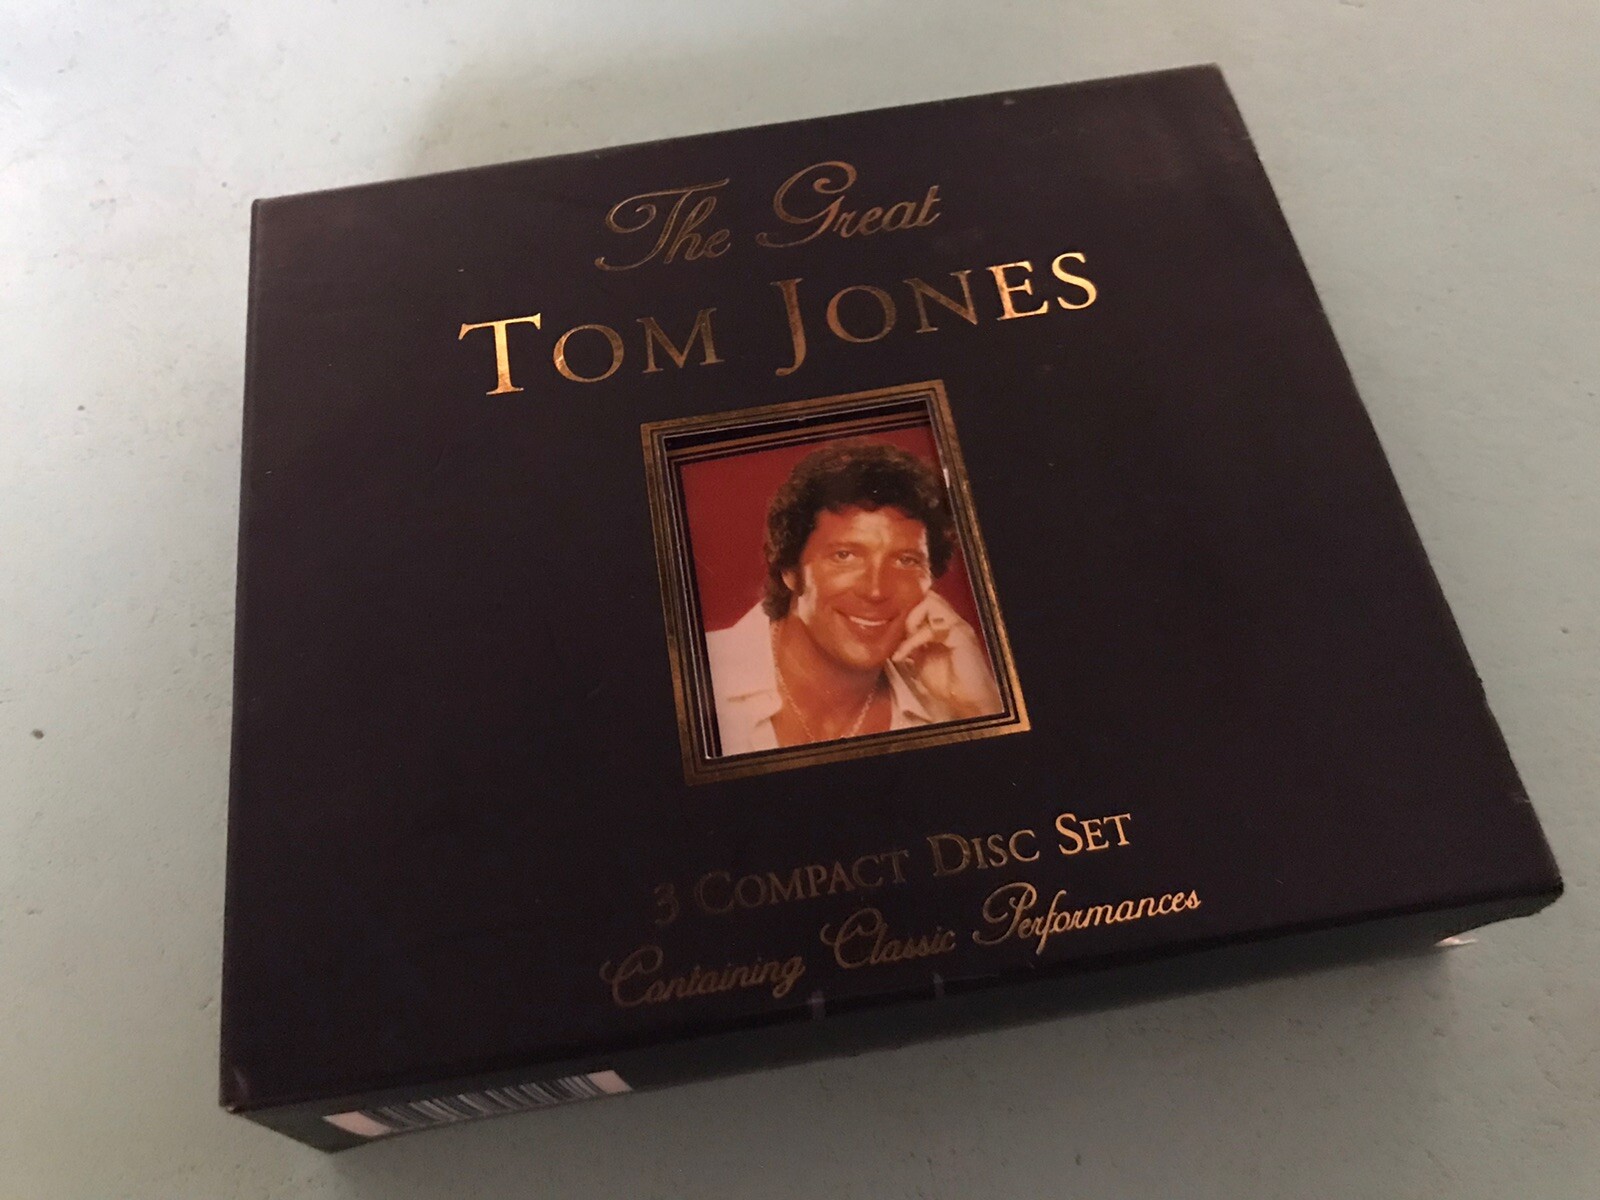 The Great
TOM JONES
3 COMPACT DISC SET
Containing Classic Performances